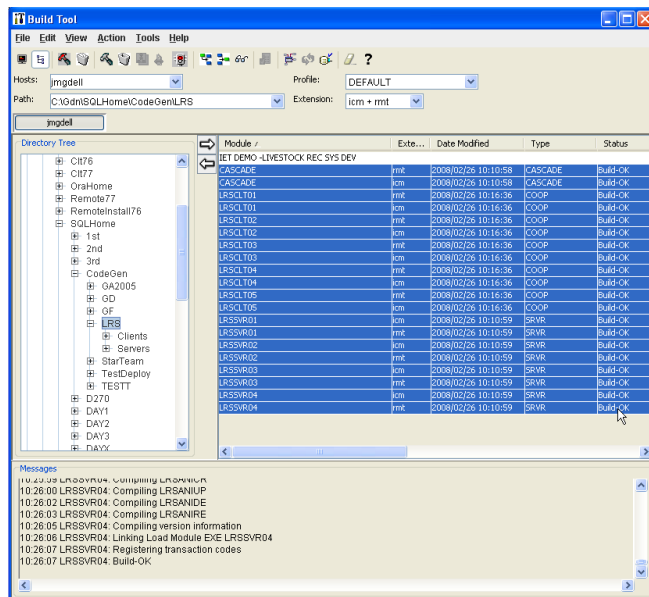 Build Tool
File Edit View Action Tools Help
Hosts: jmgdell Profile: DEFAULT
Path: C:\Gdn\SQLHome\CodeGen\LRS Extension: icm + rmt
jmgdell
Directory Tree
Clt76
Clt77
OraHome
Remote77
RemoteInstall76
SQLHome
1st
2nd
3rd
CodeGen
GA2005
GD
GF
LRS
Clients
Servers
StarTeam
TestDeploy
TESTT
D270
DAY1
DAY2
DAY3
DAYX
Module / Exte... Date Modified Type Status
IET DEMO -LIVESTOCK REC SYS DEV
CASCADE rmt 2008/02/26 10:10:58 CASCADE Build-OK
CASCADE icm 2008/02/26 10:10:58 CASCADE Build-OK
LRSCLT01 rmt 2008/02/26 10:16:36 COOP Build-OK
LRSCLT01 icm 2008/02/26 10:16:36 COOP Build-OK
LRSCLT02 rmt 2008/02/26 10:16:36 COOP Build-OK
LRSCLT02 icm 2008/02/26 10:16:36 COOP Build-OK
LRSCLT03 rmt 2008/02/26 10:16:36 COOP Build-OK
LRSCLT03 icm 2008/02/26 10:16:36 COOP Build-OK
LRSCLT04 rmt 2008/02/26 10:16:36 COOP Build-OK
LRSCLT04 icm 2008/02/26 10:16:36 COOP Build-OK
LRSCLT05 rmt 2008/02/26 10:16:36 COOP Build-OK
LRSCLT05 icm 2008/02/26 10:16:36 COOP Build-OK
LRSSVR01 icm 2008/02/26 10:10:59 SRVR Build-OK
LRSSVR01 rmt 2008/02/26 10:10:59 SRVR Build-OK
LRSSVR02 icm 2008/02/26 10:10:59 SRVR Build-OK
LRSSVR02 rmt 2008/02/26 10:10:59 SRVR Build-OK
LRSSVR03 rmt 2008/02/26 10:10:59 SRVR Build-OK
LRSSVR03 icm 2008/02/26 10:10:59 SRVR Build-OK
LRSSVR04 icm 2008/02/26 10:10:59 SRVR Build-OK
LRSSVR04 rmt 2008/02/26 10:10:59 SRVR Build-OK
Messages
10:25:59 LRSSVR04: Compiling LRSANICR
10:26:00 LRSSVR04: Compiling LRSANIUP
10:26:02 LRSSVR04: Compiling LRSANIDE
10:26:03 LRSSVR04: Compiling LRSANIRE
10:26:05 LRSSVR04: Compiling version information
10:26:06 LRSSVR04: Linking Load Module EXE LRSSVR04
10:26:07 LRSSVR04: Registering transaction codes
10:26:07 LRSSVR04: Build-OK